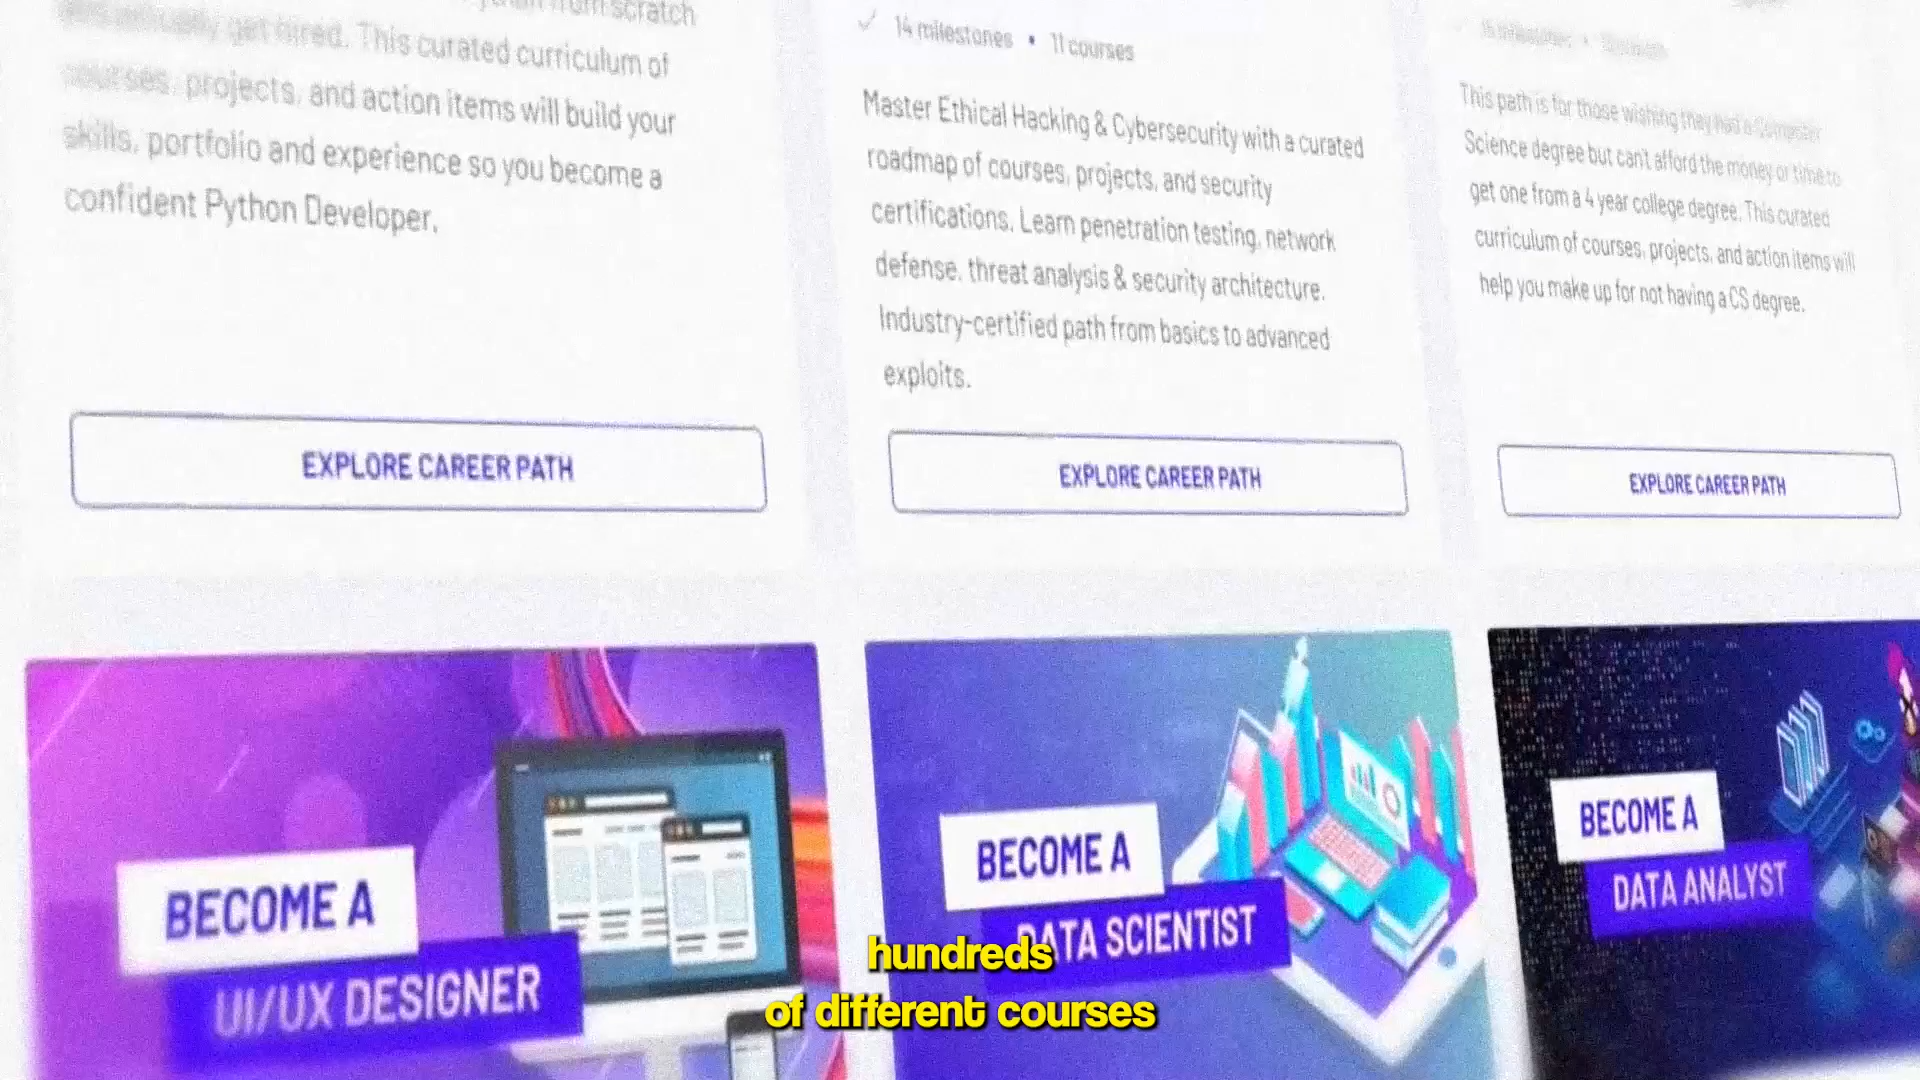 from scratch
get hired. This curated curriculum of
courses, projects, and action items will build your
skills, portfolio and experience so you become a
confident Python Developer.
EXPLORE CAREER PATH
14 milestones • 11 courses
Master Ethical Hacking & Cybersecurity with a curated
roadmap of courses, projects, and security
certifications. Learn penetration testing, network
defense, threat analysis & security architecture.
Industry-certified path from basics to advanced
exploits.
EXPLORE CAREER PATH
This path is for those wishing they had a Computer
Science degree but can't afford the money or time to
get one from a 4 year college degree. This curated
curriculum of courses, projects, and action items will
help you make up for not having a CS degree.
EXPLORE CAREER PATH
BECOME A
UI/UX DESIGNER
BECOME A
DATA SCIENTIST
BECOME A
DATA ANALYST
hundreds
of different courses